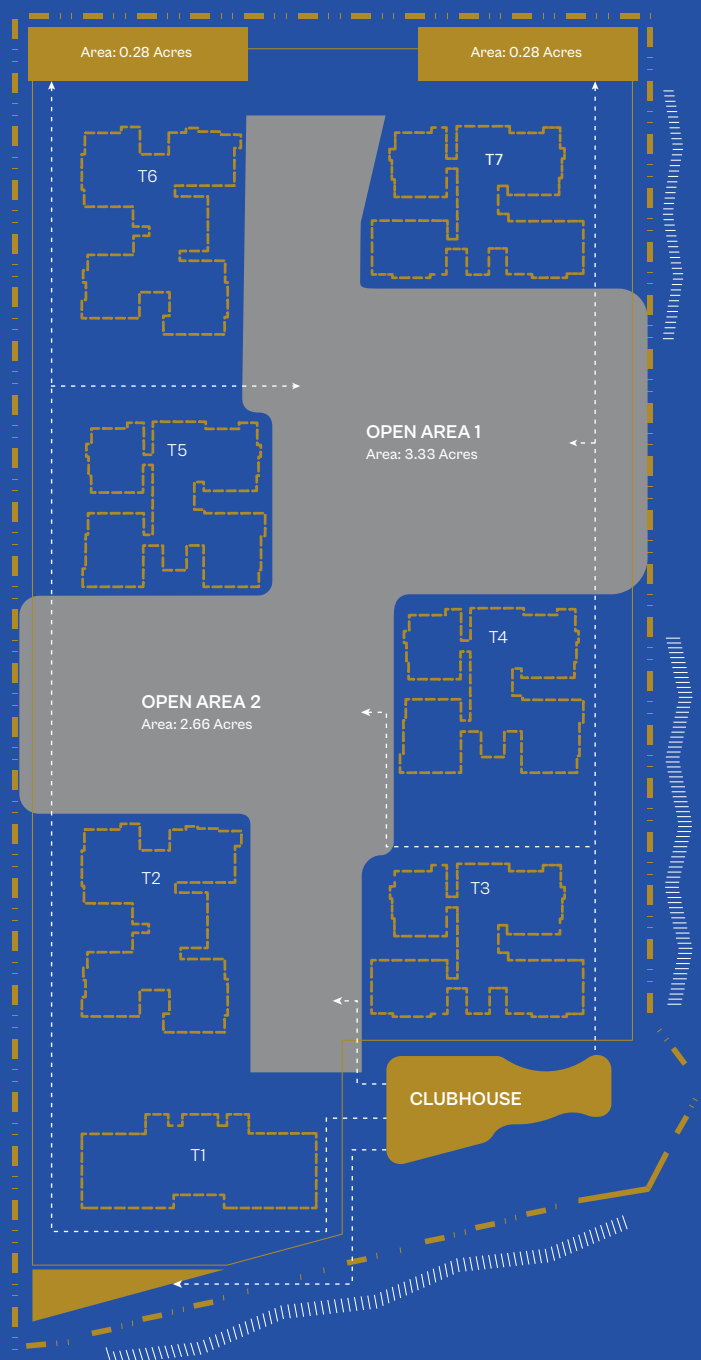 Area: 0.28 Acres
Area: 0.28 Acres
T6
T7
OPEN AREA 1
Area: 3.33 Acres
T5
T4
OPEN AREA 2
Area: 2.66 Acres
T2
T3
CLUBHOUSE
T1